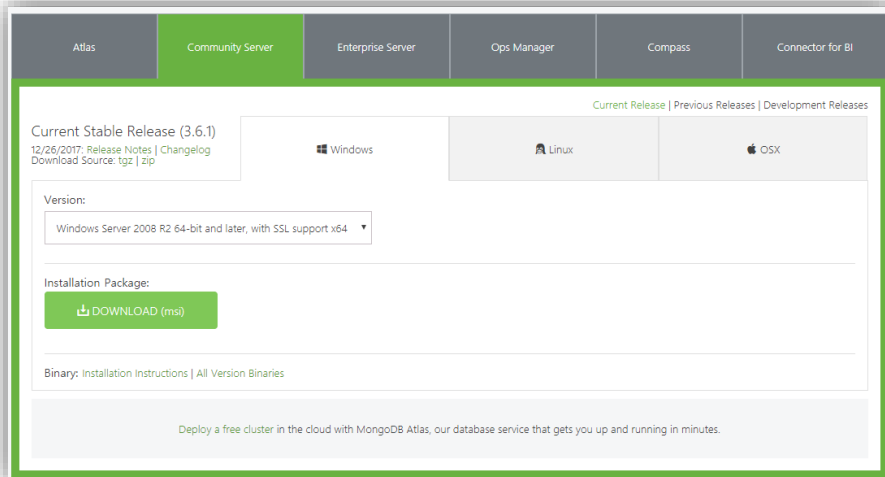 Atlas
Community Server
Enterprise Server
Ops Manager
Compass
Connector for BI
Current Release | Previous Releases | Development Releases
Current Stable Release (3.6.1)
12/26/2017: Release Notes | Changelog
Download Source: tgz | zip
Windows
Linux
OSX
Version:
Windows Server 2008 R2 64-bit and later, with SSL support x64
Installation Package:
DOWNLOAD (msi)
Binary: Installation Instructions | All Version Binaries
Deploy a free cluster in the cloud with MongoDB Atlas, our database service that gets you up and running in minutes.